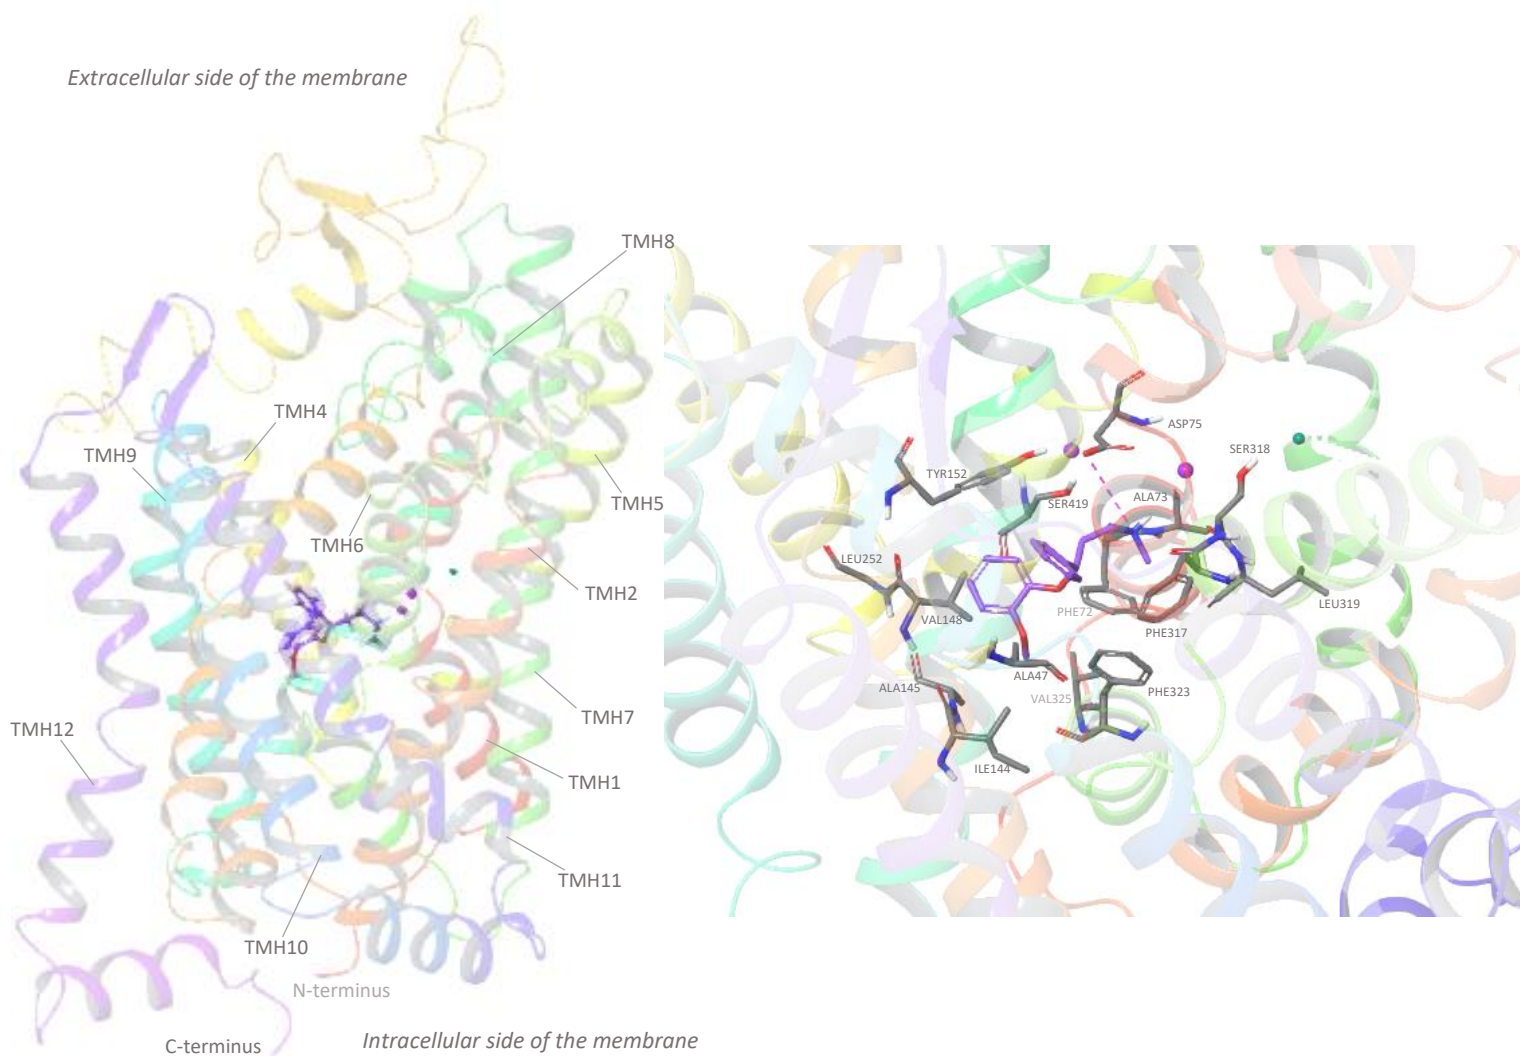 Extracellular side of the membrane
TMH8
TMH4
TMH9
TMH5
TMH6
TMH2
TMH7
TMH12
TMH1
TMH11
TMH10
N-terminus
C-terminus
Intracellular side of the membrane
ASP75
SER318
TYR152
ALA73
SER419
LEU252
LEU319
PHE72
VAL148
PHE317
ALA47
ALA145
PHE323
VAL325
ILE144